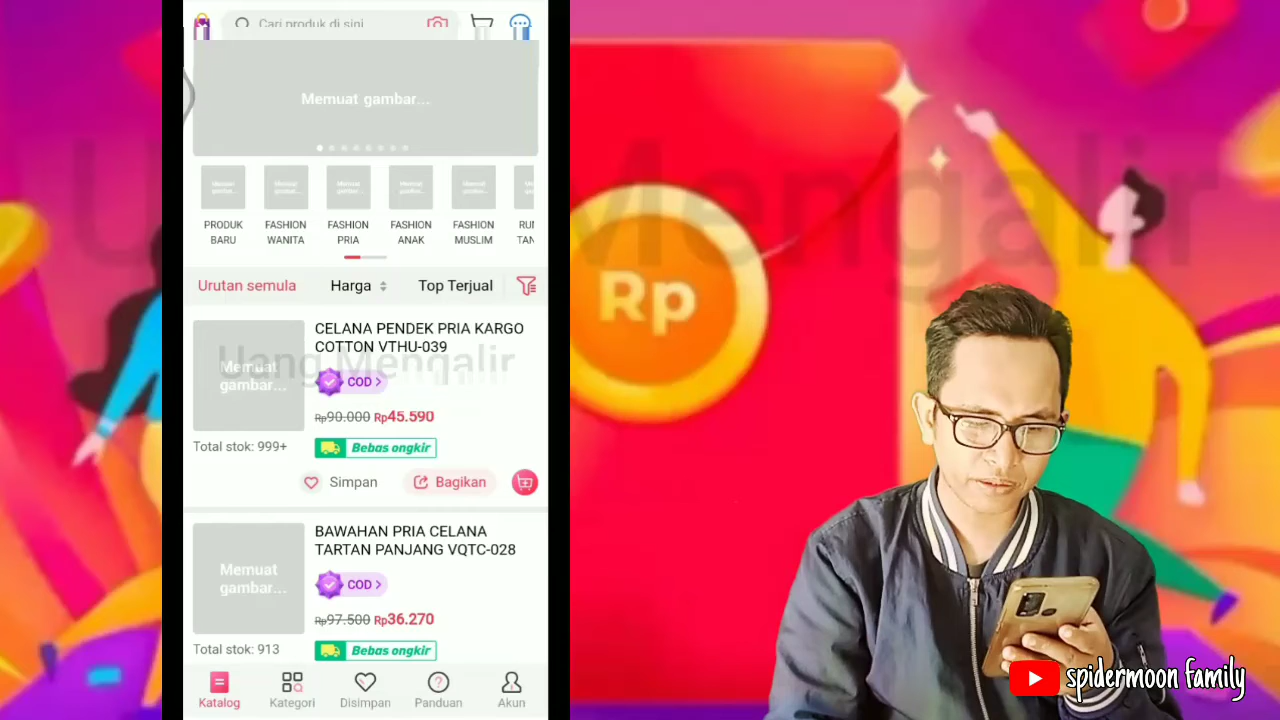 Cari produk di sini
Memuat gambar...
PRODUK BARU
FASHION WANITA
FASHION PRIA
FASHION ANAK
FASHION MUSLIM
Urutan semula
Harga
Top Terjual
CELANA PENDEK PRIA KARGO
COTTON VTHU-039
Memuat
gambar...
COD >
Rp90.000 Rp45.590
Total stok: 999+
Bebas ongkir
Simpan
Bagikan
BAWAHAN PRIA CELANA
TARTAN PANJANG VQTC-028
Memuat
gambar...
COD >
Rp97.500 Rp36.270
Total stok: 913
Bebas ongkir
Katalog
Kategori
Disimpan
Panduan
Akun
Uang Mengalir
Rp
spidermoon family